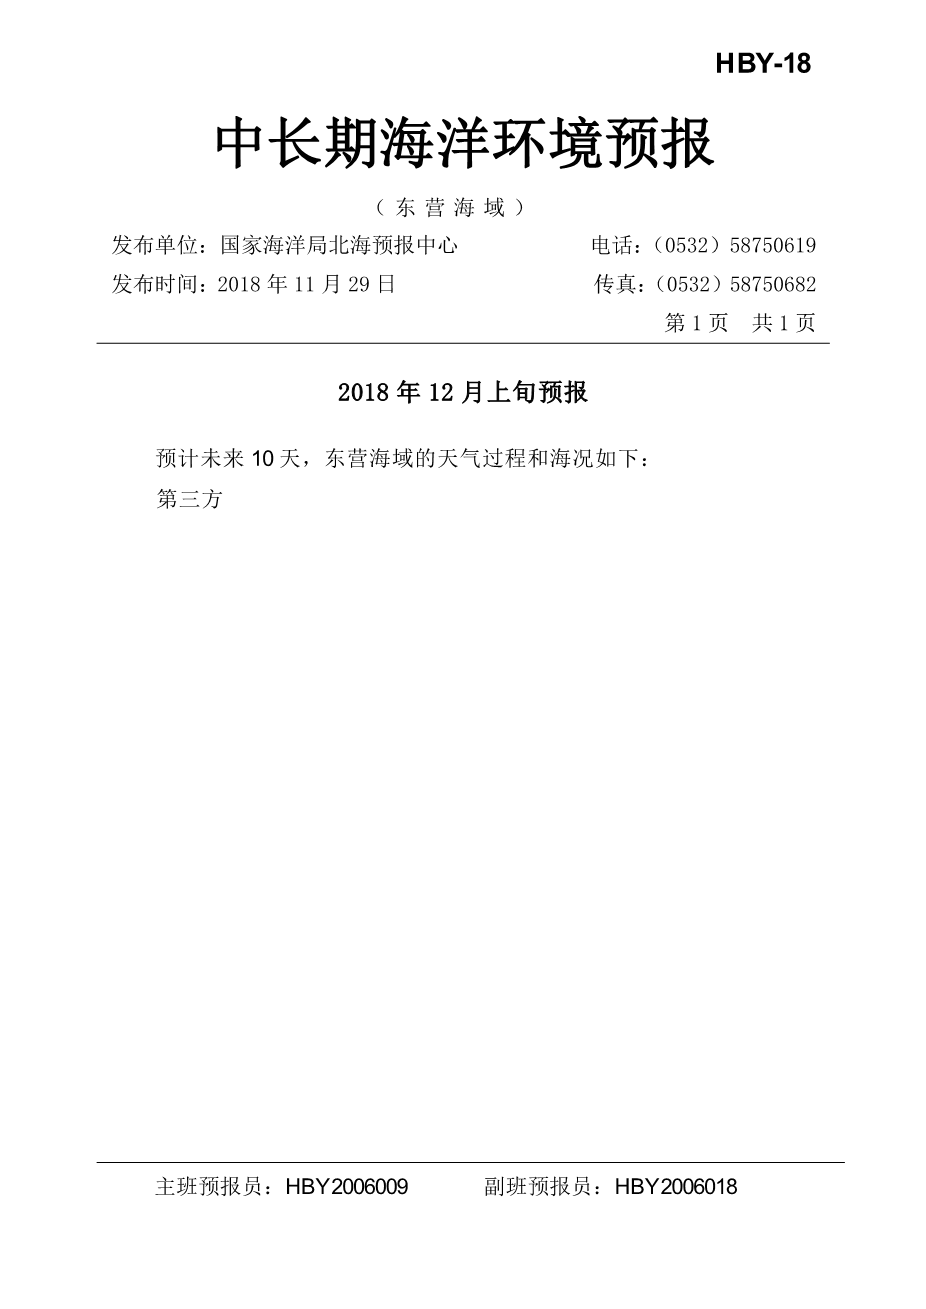 HBY-18
中长期海洋环境预报
（东营海域）
发布单位：国家海洋局北海预报中心 电话：（0532）58750619
发布时间：2018 年 11 月 29 日 传真：（0532）58750682
第 1 页 共 1 页
2018 年 12 月上旬预报
预计未来 10 天，东营海域的天气过程和海况如下：
第三方
主班预报员：HBY2006009 副班预报员：HBY2006018